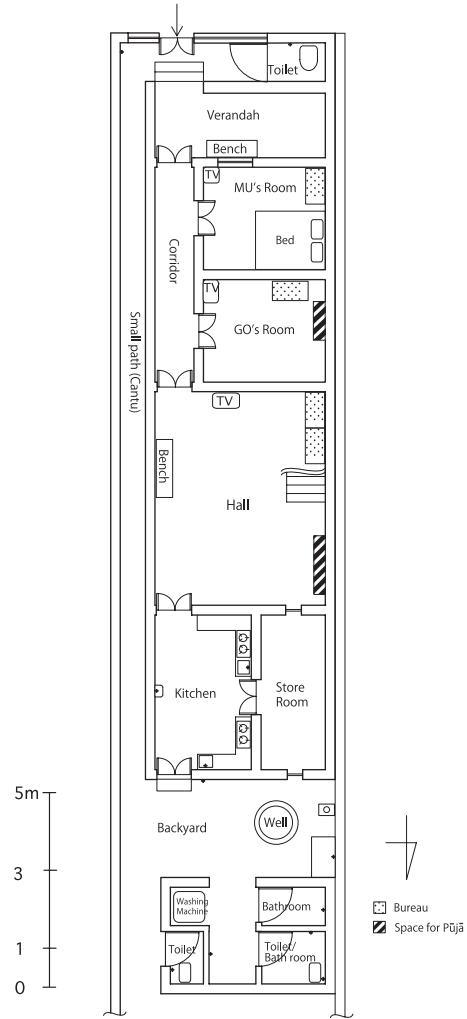 Toilet
Verandah
Bench
TV
MU's Room
Bed
Corridor
TV
GO's Room
Small path (Cantu)
TV
Bench
Hall
Kitchen
Store
Room
5m
3
1
0
Backyard
Well
Washing
Machine
Bathroom
Toilet
Toilet/
Bath room
Bureau
Space for Pūjā